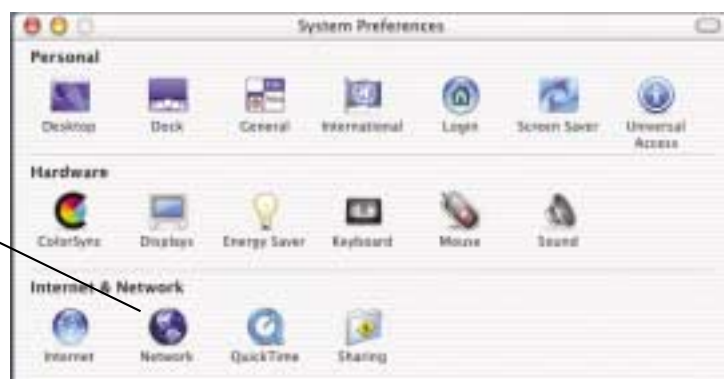 System Preferences
Personal
Desktop Dock General International Login Screen Saver Universal Access
Hardware
ColorSync Displays Energy Saver Keyboard Mouse Sound
Internet & Network
Internet Network QuickTime Sharing